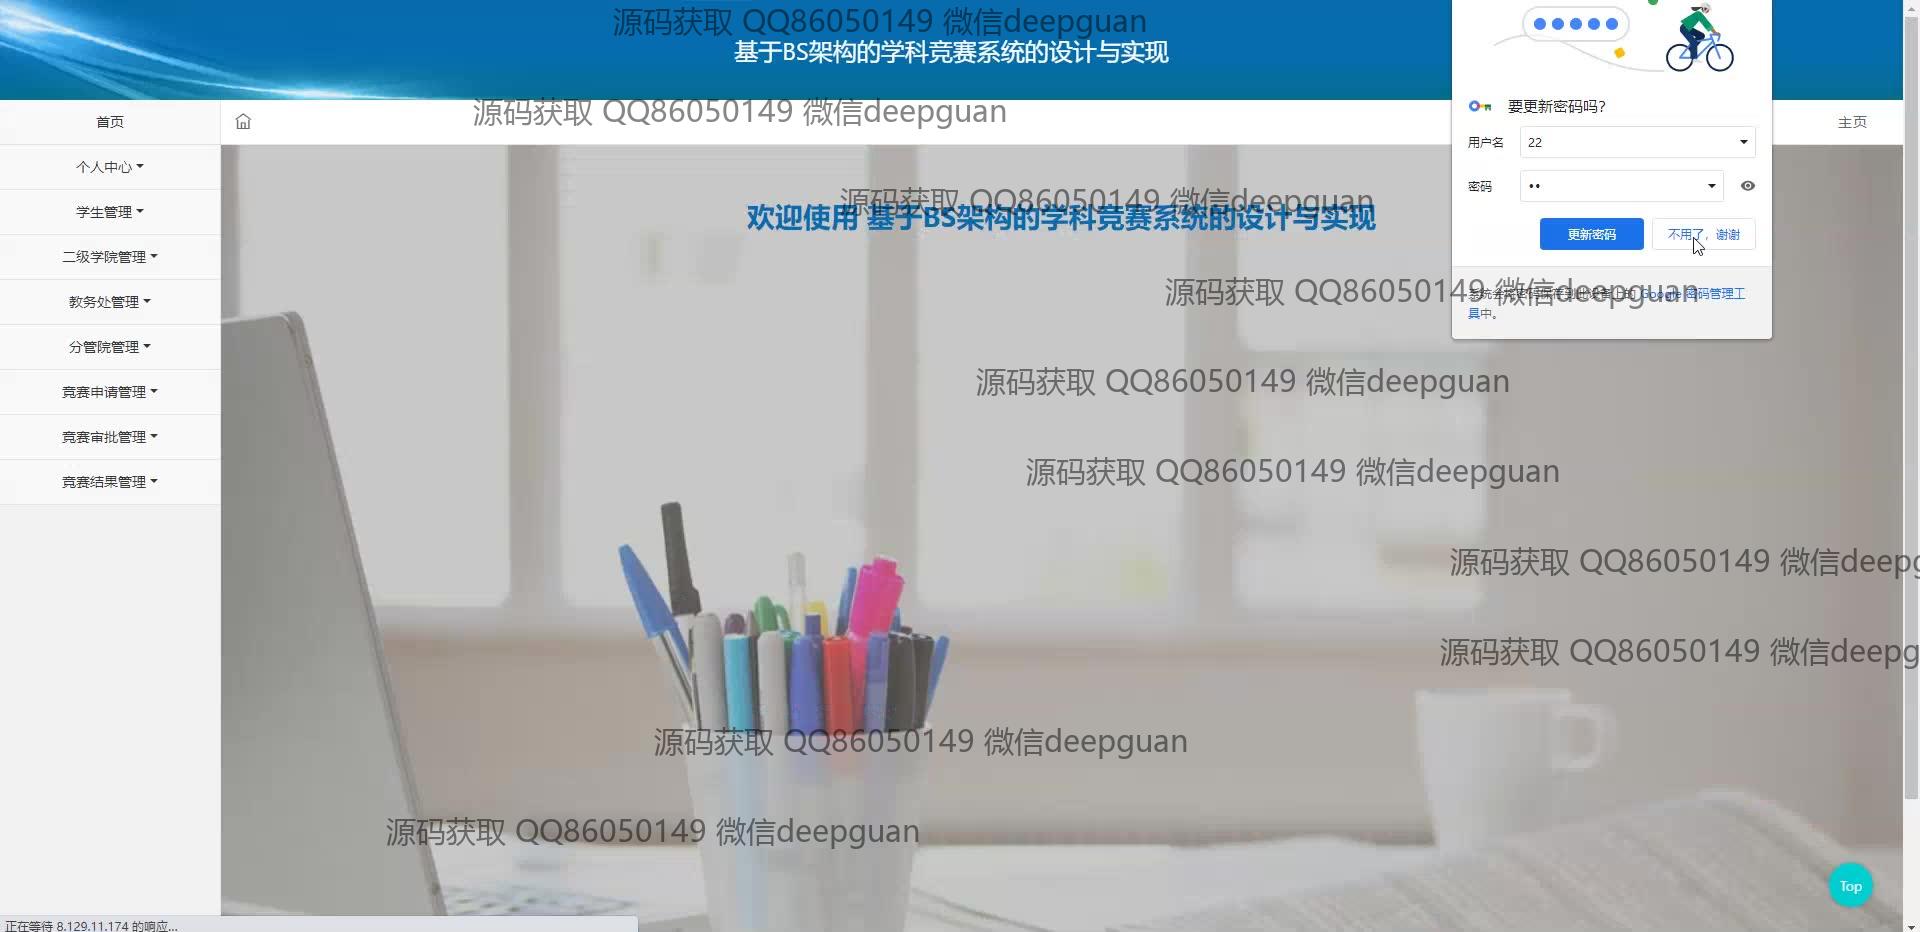 源码获取 QQ86050149 微信deepguan
基于BS架构的学科竞赛系统的设计与实现
源码获取 QQ86050149 微信deepguan
首页
主页
要更新密码吗?
用户名 22
密码 ••
更新密码 不用了，谢谢
系统会将密码保存到此设备上的 Google 密码管理工
具中。
个人中心
学生管理
二级学院管理
教务处管理
分管院管理
竞赛申请管理
竞赛审批管理
竞赛结果管理
源码获取 QQ86050149 微信deepguan
欢迎使用 基于BS架构的学科竞赛系统的设计与实现
源码获取 QQ86050149 微信deepguan
源码获取 QQ86050149 微信deepguan
源码获取 QQ86050149 微信deepguan
源码获取 QQ86050149 微信deepg
源码获取 QQ86050149 微信deepg
源码获取 QQ86050149 微信deepguan
源码获取 QQ86050149 微信deepguan
Top
正在等待 8.129.11.174 的响应...